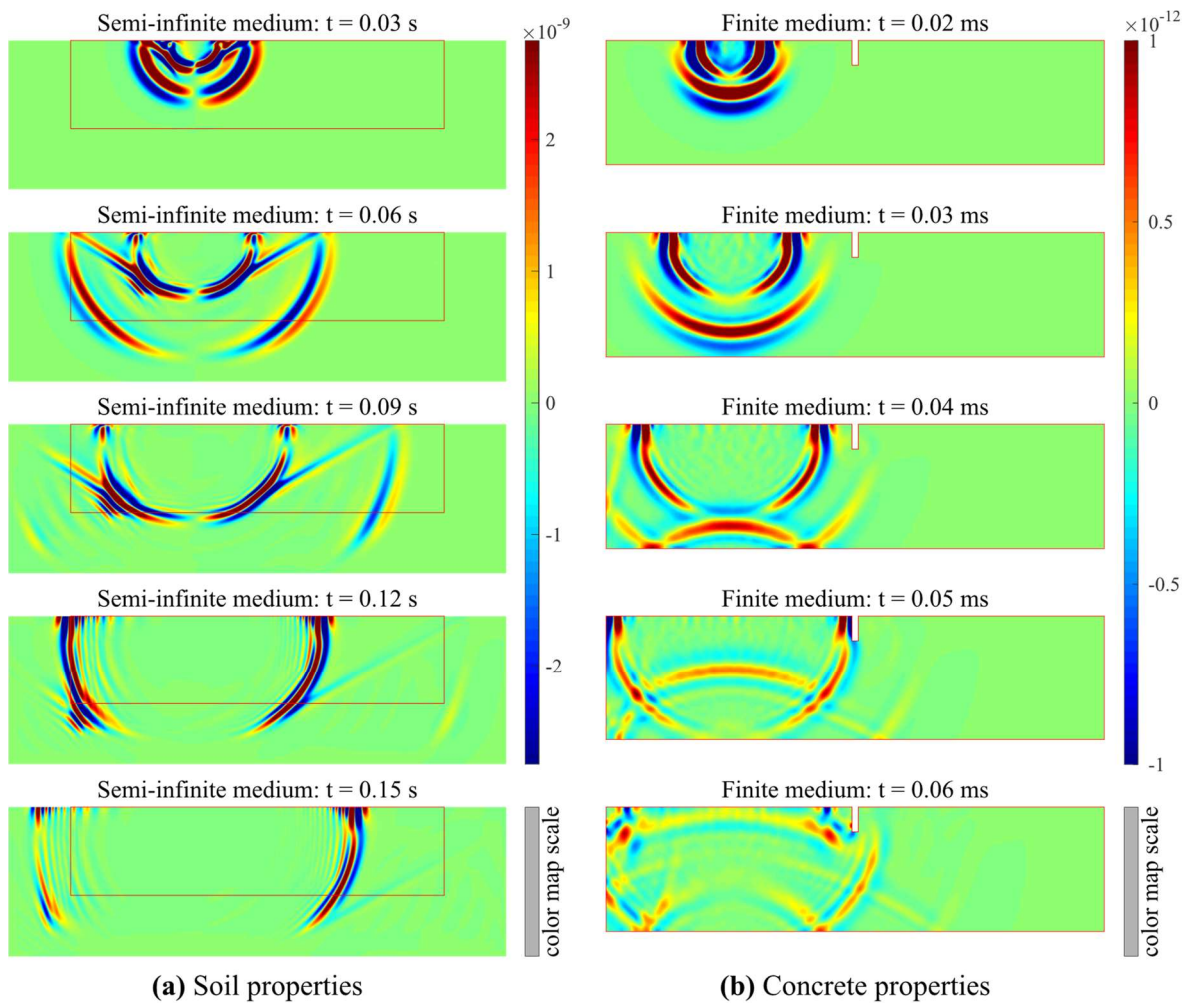 Semi-infinite medium: t = 0.03 s
×10⁻⁹
2
1
0
-1
-2
Semi-infinite medium: t = 0.06 s
Semi-infinite medium: t = 0.09 s
Semi-infinite medium: t = 0.12 s
Semi-infinite medium: t = 0.15 s
color map scale
(a) Soil properties
Finite medium: t = 0.02 ms
×10⁻¹²
1
0.5
0
-0.5
-1
Finite medium: t = 0.03 ms
Finite medium: t = 0.04 ms
Finite medium: t = 0.05 ms
Finite medium: t = 0.06 ms
color map scale
(b) Concrete properties